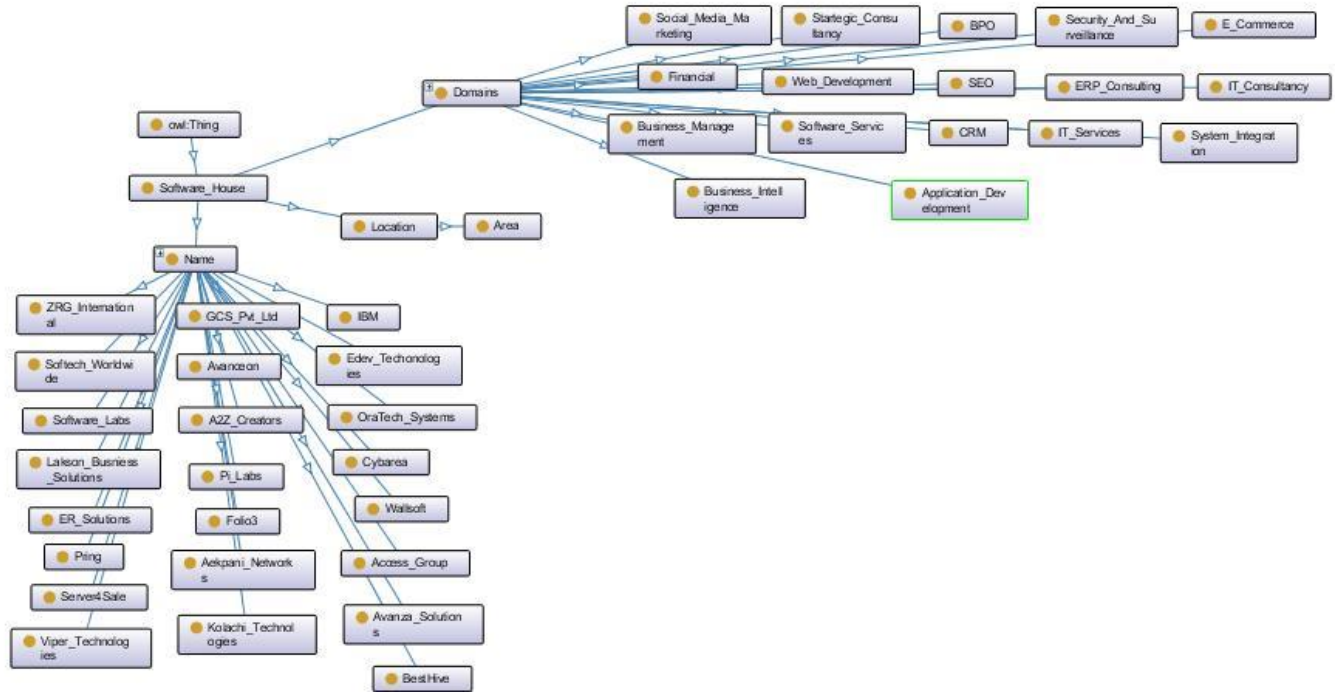 Social_Media_Ma
rketing
Startegic_Consu
ltancy
BPO
Security_And_Su
rveillance
E_Commerce
Financial
Web_Development
SEO
ERP_Consulting
IT_Consultancy
Domains
owl:Thing
Business_Manage
ment
Software_Servic
es
CRM
IT_Services
System_Integrat
ion
Software_House
Business_Intell
igence
Application_Dev
elopment
Location
Area
Name
ZRG_Internation
al
GCS_Pvt_Ltd
IBM
Softech_Worldwi
de
Avanceon
Edev_Techonolog
ies
Software_Labs
A2Z_Creators
OraTech_Systems
Lakson_Busniess
_Solutions
Pi_Labs
Cybarea
ER_Solutions
Folio3
Wallsoft
Pring
Aekpani_Network
s
Access_Group
Server4Sale
Viper_Technolog
ies
Kolachi_Technol
ogies
Avanza_Solution
s
BestHive